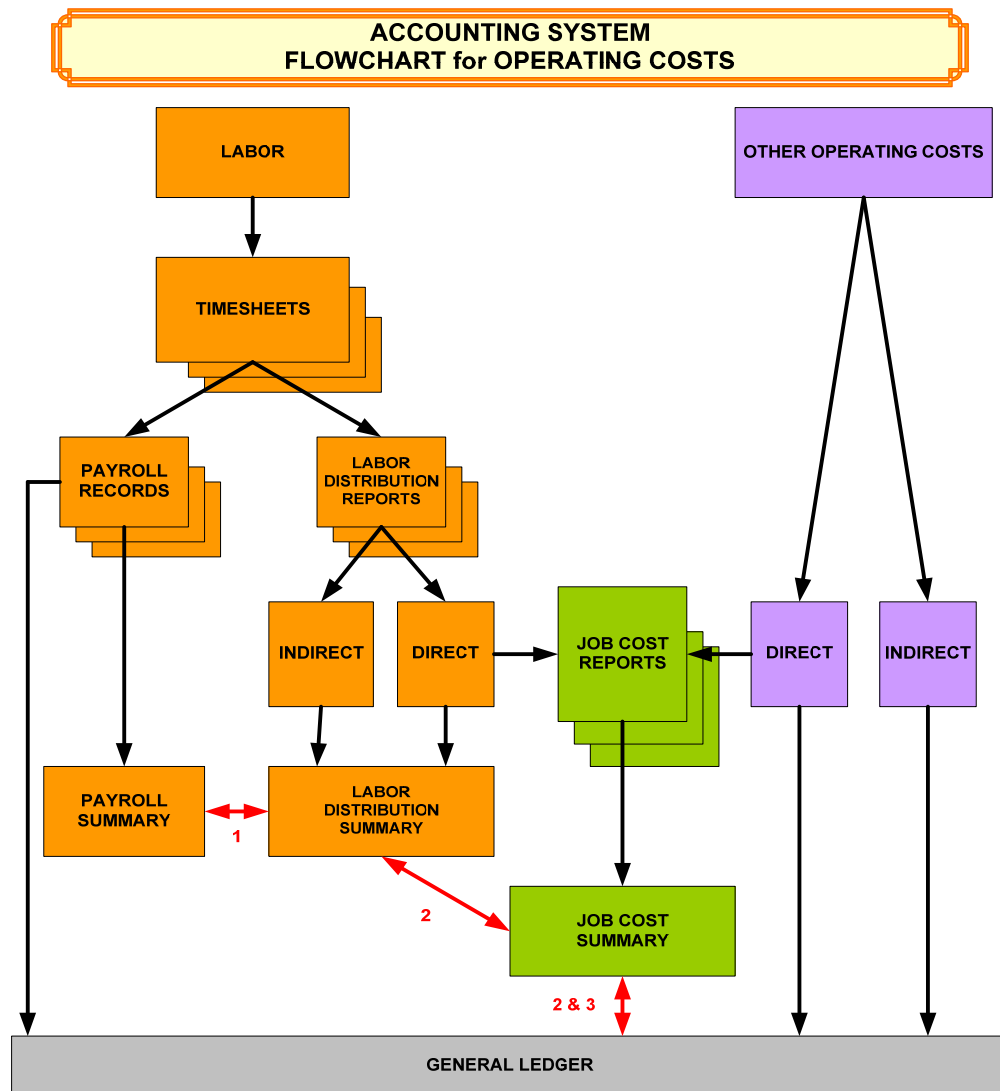 ACCOUNTING SYSTEM
FLOWCHART for OPERATING COSTS
LABOR
OTHER OPERATING COSTS
TIMESHEETS
PAYROLL
RECORDS
LABOR
DISTRIBUTION
REPORTS
INDIRECT
DIRECT
JOB COST
REPORTS
DIRECT
INDIRECT
PAYROLL
SUMMARY
1
LABOR
DISTRIBUTION
SUMMARY
2
JOB COST
SUMMARY
2 & 3
GENERAL LEDGER